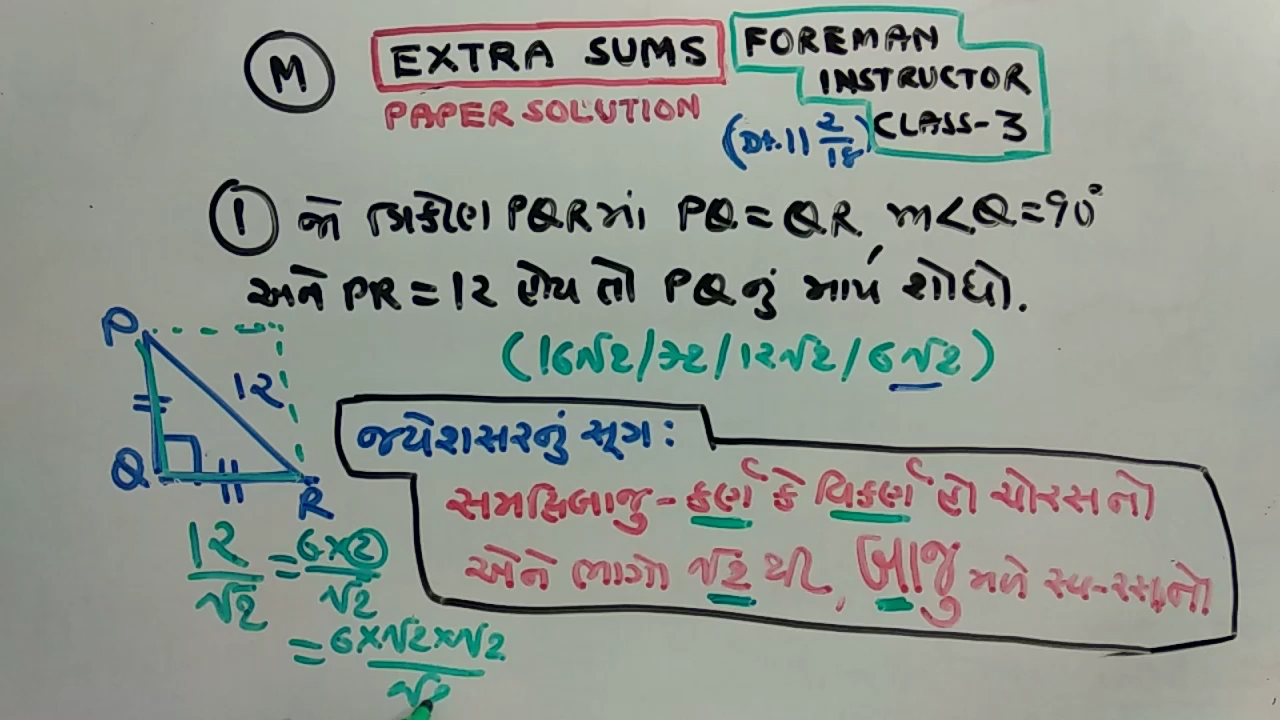 M EXTRA SUMS
PAPER SOLUTION
FOREMAN
INSTRUCTOR
CLASS-3
(Dt.11 2/18)
① જો ત્રિકોણ PQRમાં PQ = QR, m<Q = 90°
અને PR = 12 હોય તો PQ નું માપ શોધો.
(16√2 / 72 / 12√2 / 6√2)
P
12
Q
R
જયેશસરનું સૂત્ર:
સમદ્વિબાજુ - કર્ણ કે વિકર્ણ હો ચોરસનો
એને ભાગો √2 થી, બાજુ મળે
12/√2 = 6×2/√2
= 6×√2×√2/√2